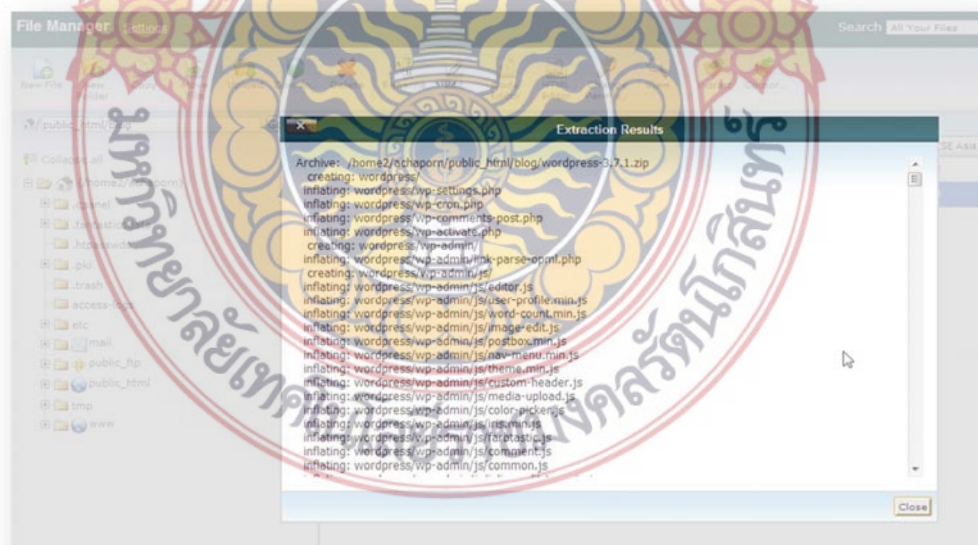 File Manager Settings
Search All Your Files
New File New Folder Copy Upload
/public_html/blog
SE Asia
Collapse all
/home2/achaporn
.cpanel
.pki
.trash
access-logs
etc
mail
public_ftp
public_html
tmp
www
Extraction Results
Archive: /home2/achaporn/public_html/blog/wordpress-3.7.1.zip
creating: wordpress/
inflating: wordpress/wp-settings.php
inflating: wordpress/wp-cron.php
inflating: wordpress/wp-comments-post.php
inflating: wordpress/wp-activate.php
creating: wordpress/wp-admin/
inflating: wordpress/wp-admin/link-parse-opml.php
creating: wordpress/wp-admin/js/
inflating: wordpress/wp-admin/js/editor.js
inflating: wordpress/wp-admin/js/user-profile.min.js
inflating: wordpress/wp-admin/js/word-count.min.js
inflating: wordpress/wp-admin/js/image-edit.js
inflating: wordpress/wp-admin/js/postbox.min.js
inflating: wordpress/wp-admin/js/nav-menu.min.js
inflating: wordpress/wp-admin/js/theme.min.js
inflating: wordpress/wp-admin/js/custom-header.js
inflating: wordpress/wp-admin/js/media-upload.js
inflating: wordpress/wp-admin/js/color-picker.js
inflating: wordpress/wp-admin/js/iris.min.js
inflating: wordpress/wp-admin/js/farbtastic.js
inflating: wordpress/wp-admin/js/comment.js
inflating: wordpress/wp-admin/js/common.js
Close
มหาวิทยาลัยเทคโนโลยีราชมงคลรัตนโกสินทร์